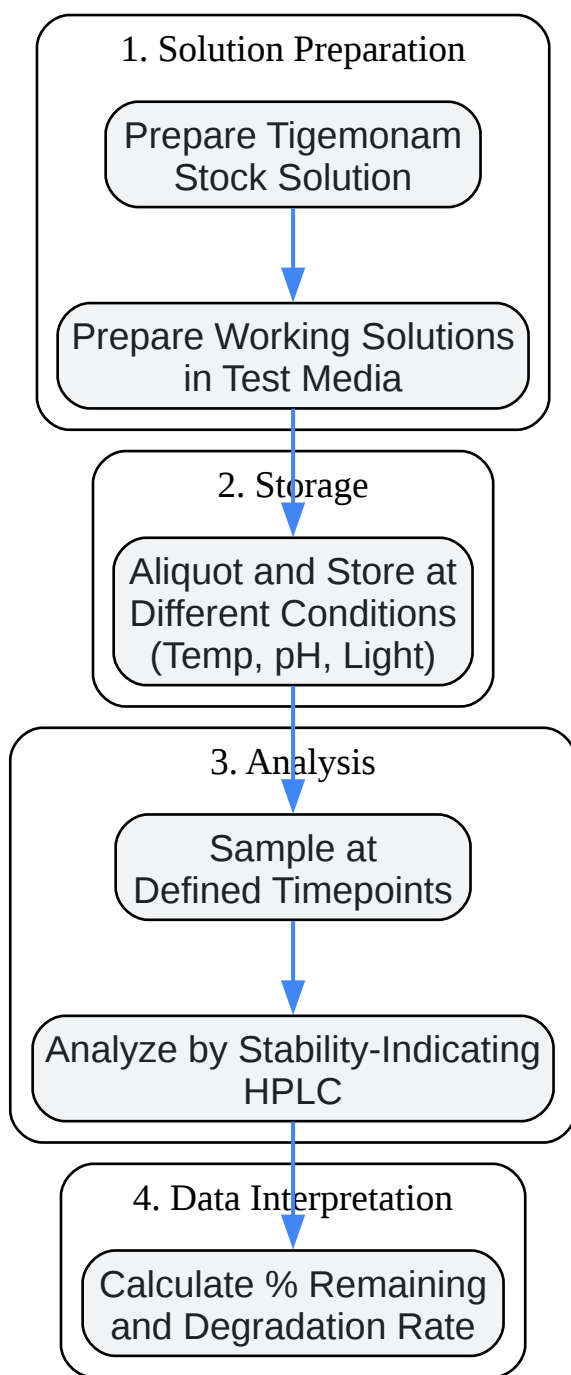 1. Solution Preparation
Prepare Tigemonam
Stock Solution
Prepare Working Solutions
in Test Media
2. Storage
Aliquot and Store at
Different Conditions
(Temp, pH, Light)
3. Analysis
Sample at
Defined Timepoints
Analyze by Stability-Indicating
HPLC
4. Data Interpretation
Calculate % Remaining
and Degradation Rate